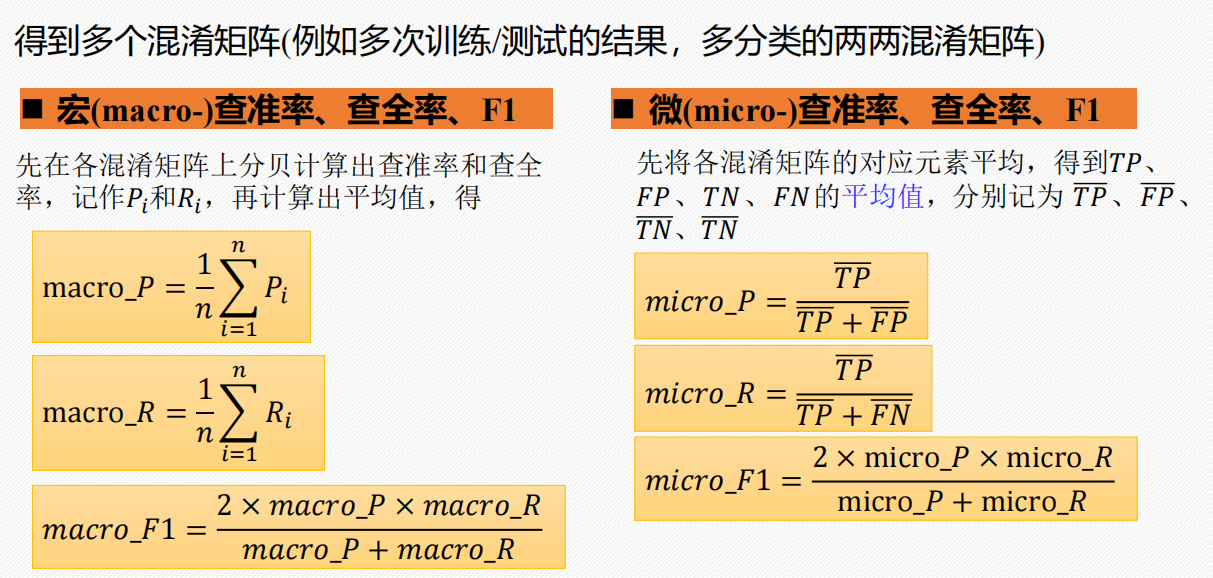 得到多个混淆矩阵(例如多次训练/测试的结果，多分类的两两混淆矩阵)
■ 宏(macro-)查准率、查全率、F1
先在各混淆矩阵上分贝计算出查准率和查全
率，记作$P_i$和$R_i$，再计算出平均值，得
$\text{macro\_}P = \frac{1}{n}\sum_{i=1}^{n} P_i$
$\text{macro\_}R = \frac{1}{n}\sum_{i=1}^{n} R_i$
$macro\_F1 = \frac{2 \times macro\_P \times macro\_R}{macro\_P + macro\_R}$
■ 微(micro-)查准率、查全率、F1
先将各混淆矩阵的对应元素平均，得到$TP$、
$FP$、$TN$、$FN$的平均值，分别记为 $\overline{TP}$、$\overline{FP}$、
$\overline{TN}$、$\overline{TN}$
$micro\_P = \frac{\overline{TP}}{\overline{TP} + \overline{FP}}$
$micro\_R = \frac{\overline{TP}}{\overline{TP} + \overline{FN}}$
$micro\_F1 = \frac{2 \times \text{micro\_}P \times \text{micro\_}R}{\text{micro\_}P + \text{micro\_}R}$